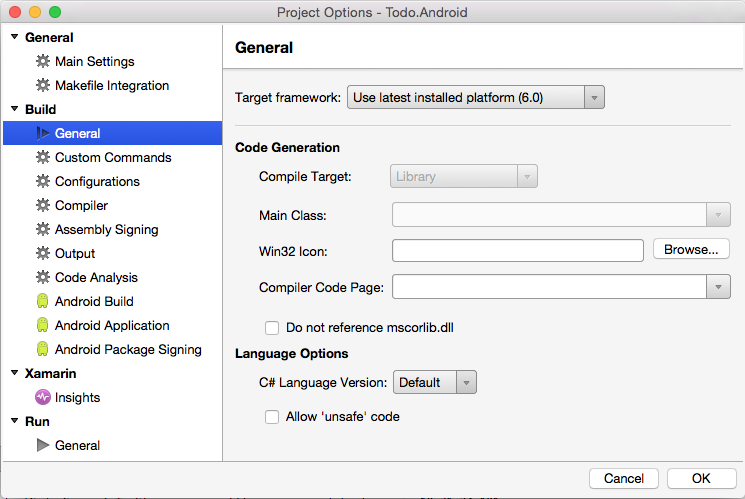 Project Options - Todo.Android
General
Main Settings
Makefile Integration
Build
General
Custom Commands
Configurations
Compiler
Assembly Signing
Output
Code Analysis
Android Build
Android Application
Android Package Signing
Xamarin
Insights
Run
General
General
Target framework: Use latest installed platform (6.0)
Code Generation
Compile Target: Library
Main Class:
Win32 Icon: Browse...
Compiler Code Page:
Do not reference mscorlib.dll
Language Options
C# Language Version: Default
Allow 'unsafe' code
Cancel OK